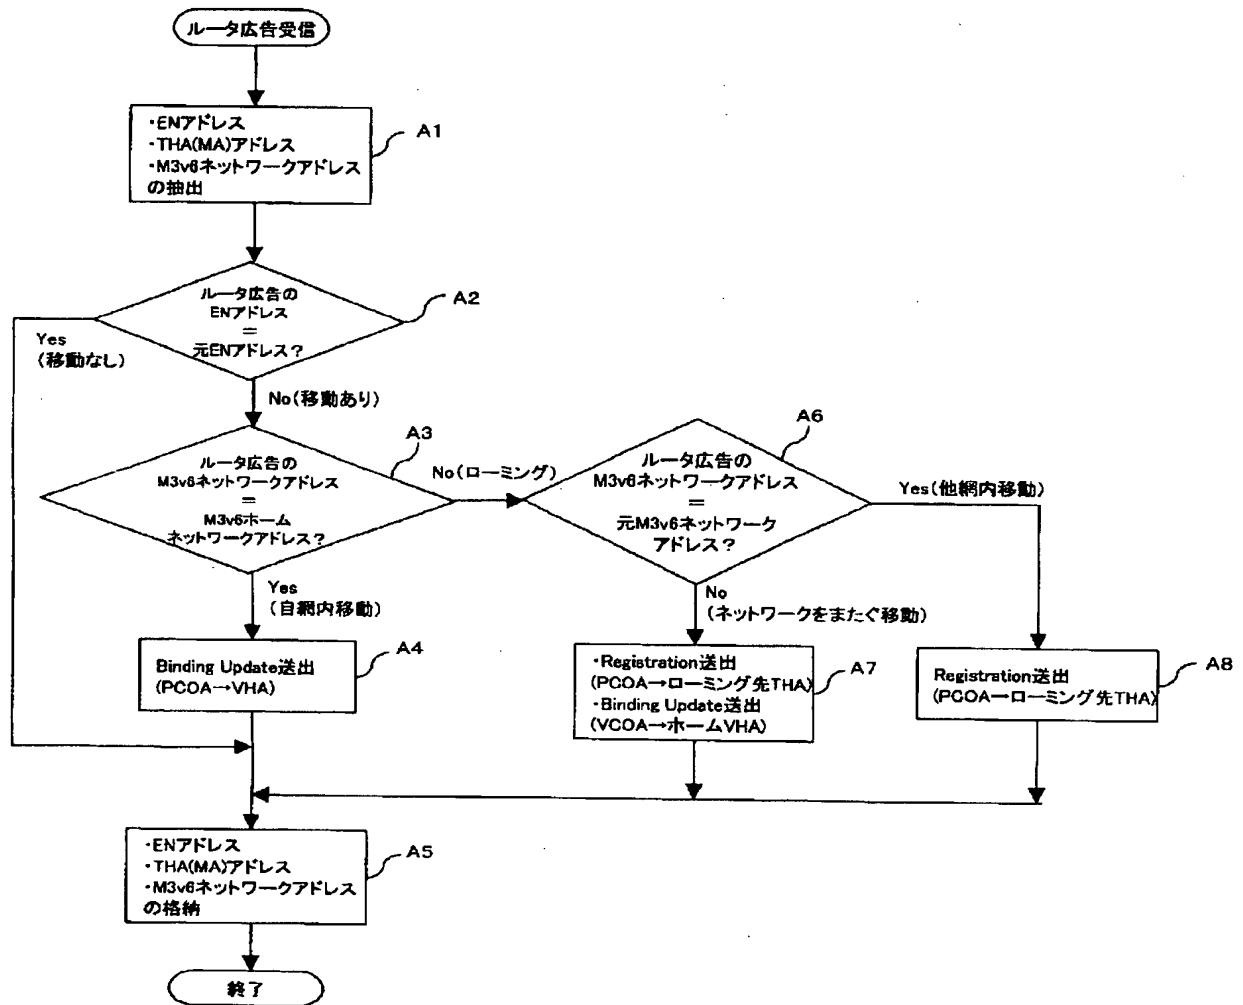 ルータ広告受信
・ENアドレス
・THA(MA)アドレス
・M3v6ネットワークアドレス
の抽出
A1
ルータ広告の
ENアドレス
＝
元ENアドレス？
A2
Yes
(移動なし)
No(移動あり)
ルータ広告の
M3v6ネットワークアドレス
＝
M3v6ホーム
ネットワークアドレス？
A3
No(ローミング)
ルータ広告の
M3v6ネットワークアドレス
＝
元M3v6ネットワーク
アドレス？
A6
Yes(他網内移動)
Yes
(自網内移動)
No
(ネットワークをまたぐ移動)
Binding Update送出
(PCOA→VHA)
A4
・Registration送出
(PCOA→ローミング先THA)
・Binding Update送出
(VCOA→ホームVHA)
A7
Registration送出
(PCOA→ローミング先THA)
A8
・ENアドレス
・THA(MA)アドレス
・M3v6ネットワークアドレス
の格納
A5
終了